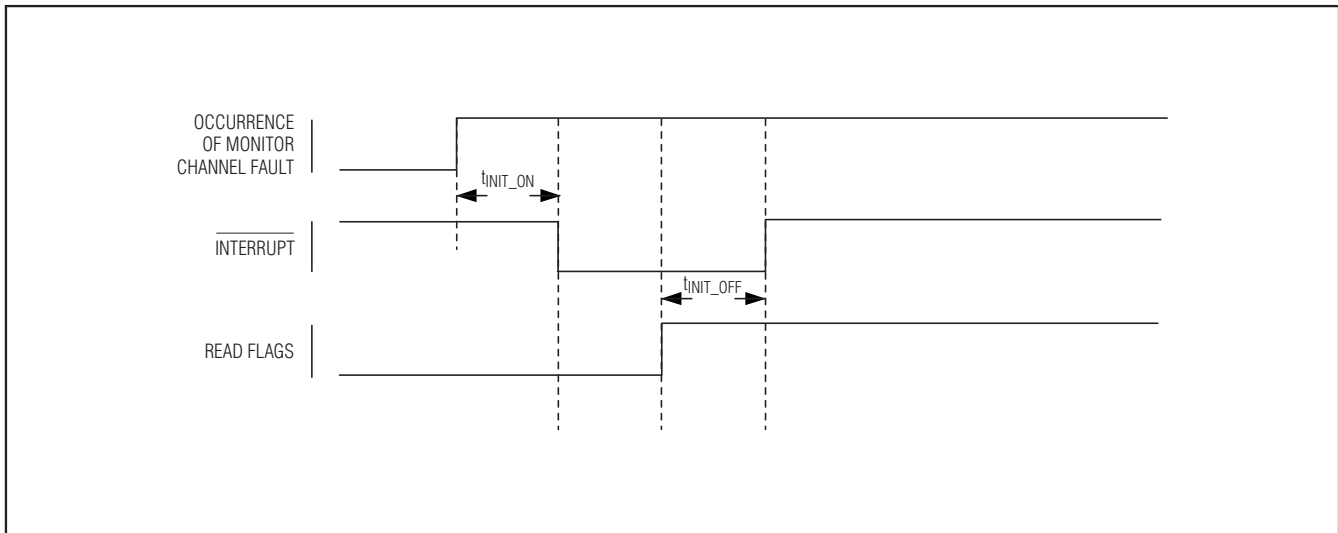 OCCURRENCE
OF MONITOR
CHANNEL FAULT
tINIT_ON
INTERRUPT
tINIT_OFF
READ FLAGS